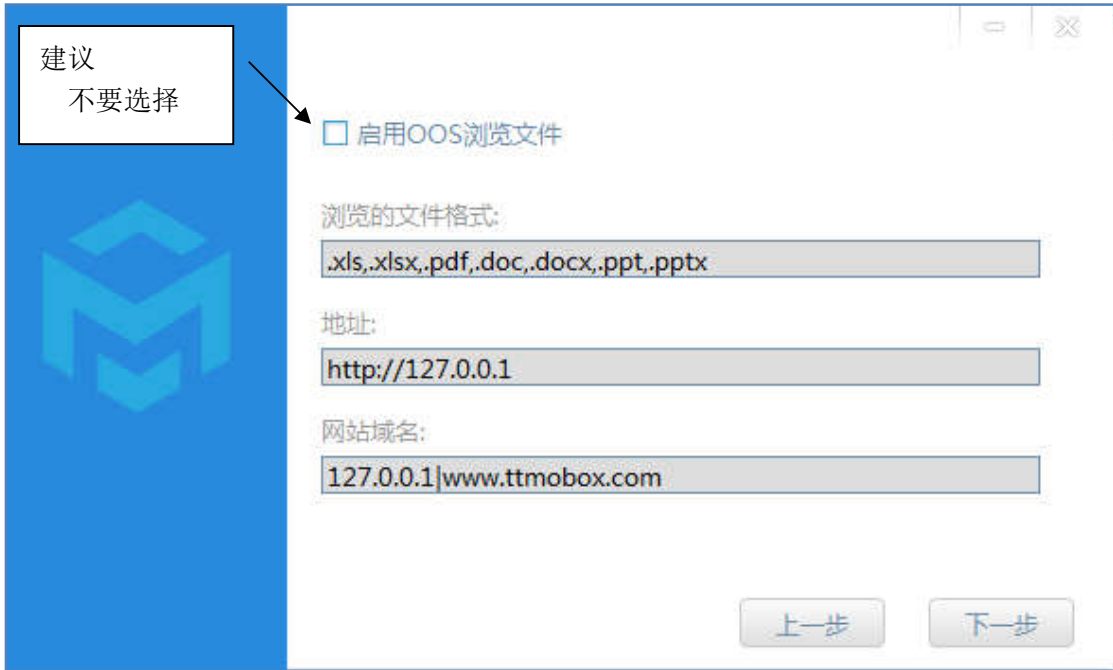 建议
不要选择
启用OOS浏览文件
浏览的文件格式:
.xls,.xlsx,.pdf,.doc,.docx,.ppt,.pptx
地址:
http://127.0.0.1
网站域名:
127.0.0.1|www.ttmobox.com
上一步 下一步